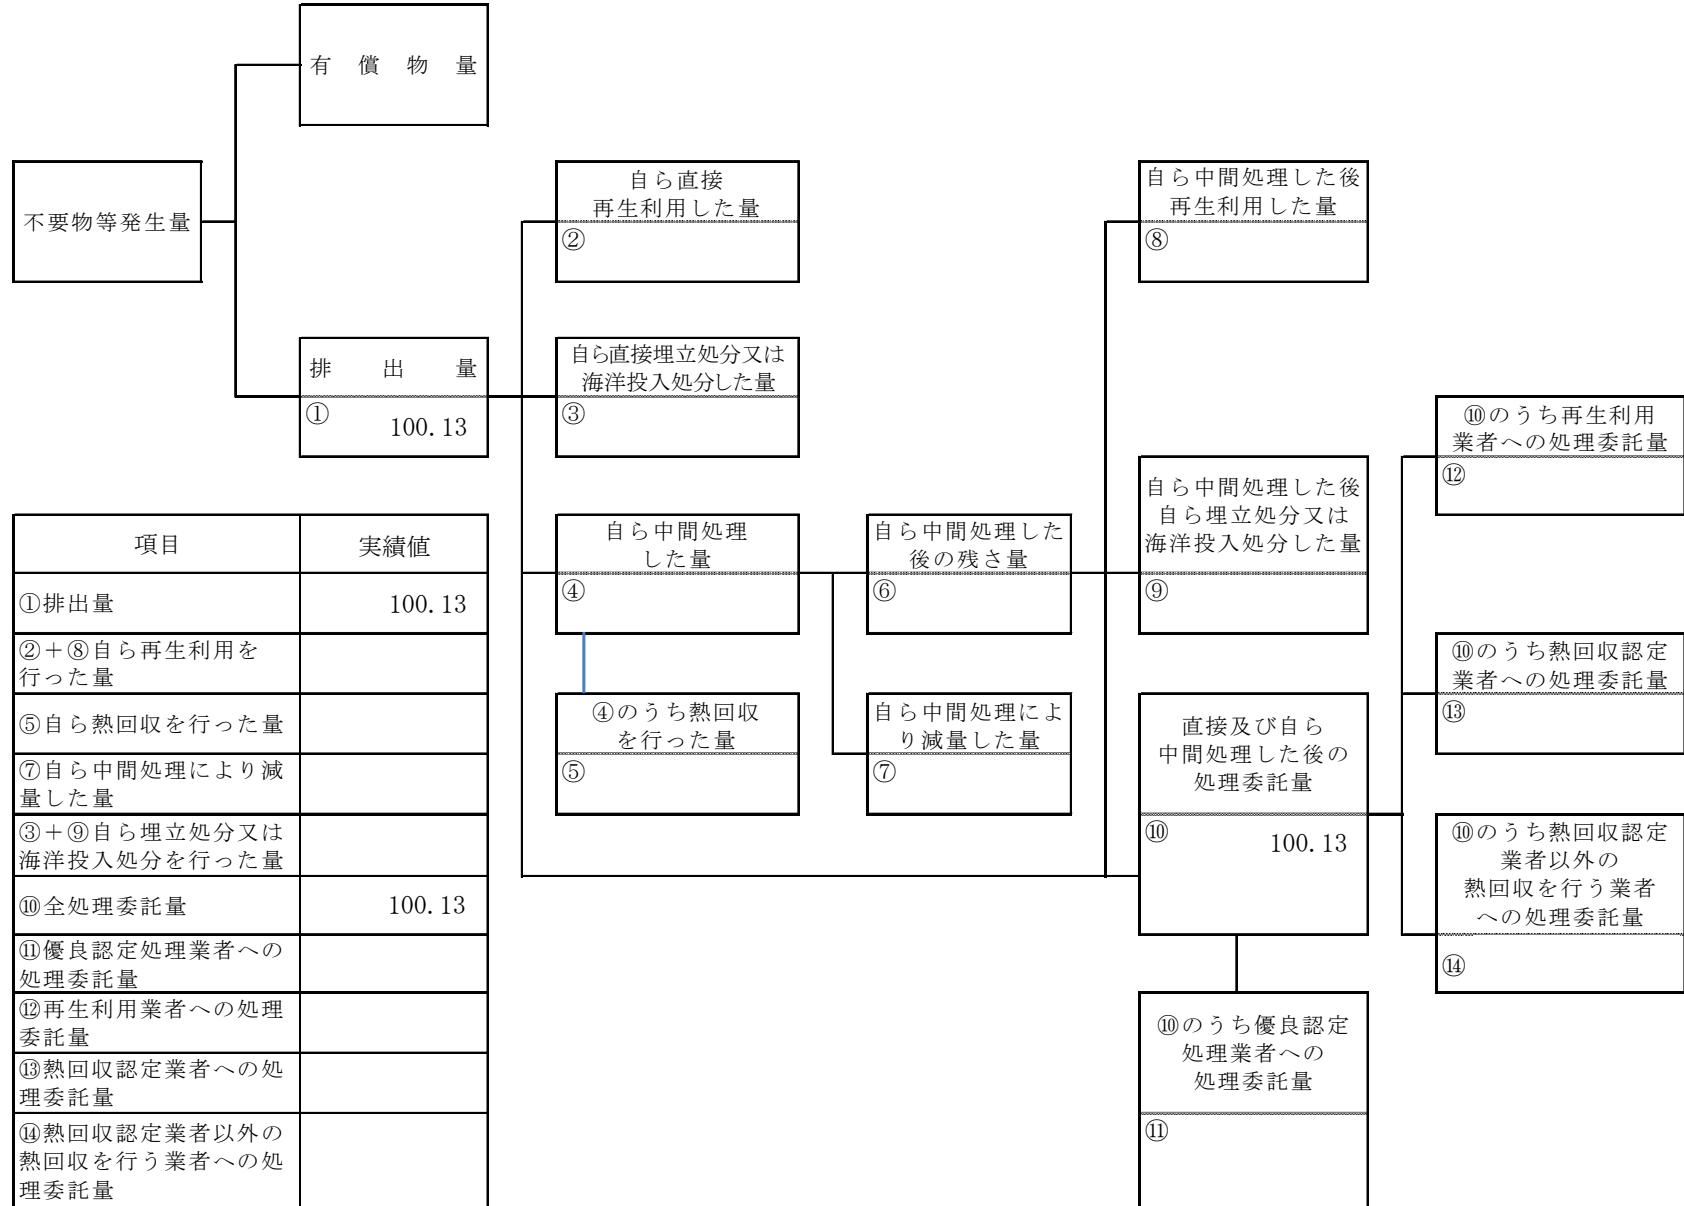 有償物量
不要物等発生量
排出量
①
100.13
自ら直接
再生利用した量
②
自ら直接埋立処分又は
海洋投入処分した量
③
自ら中間処理
した量
④
④のうち熱回収
を行った量
⑤
自ら中間処理した
後の残さ量
⑥
自ら中間処理によ
り減量した量
⑦
自ら中間処理した後
再生利用した量
⑧
自ら中間処理した後
自ら埋立処分又は
海洋投入処分した量
⑨
直接及び自ら
中間処理した後の
処理委託量
⑩
100.13
⑩のうち優良認定
処理業者への
処理委託量
⑪
⑩のうち再生利用
業者への処理委託量
⑫
⑩のうち熱回収認定
業者への処理委託量
⑬
⑩のうち熱回収認定
業者以外の
熱回収を行う業者
への処理委託量
⑭
項目 実績値
①排出量 100.13
②＋⑧自ら再生利用を
行った量
⑤自ら熱回収を行った量
⑦自ら中間処理により減
量した量
③＋⑨自ら埋立処分又は
海洋投入処分を行った量
⑩全処理委託量 100.13
⑪優良認定処理業者への
処理委託量
⑫再生利用業者への処理
委託量
⑬熱回収認定業者への処
理委託量
⑭熱回収認定業者以外の
熱回収を行う業者への処
理委託量